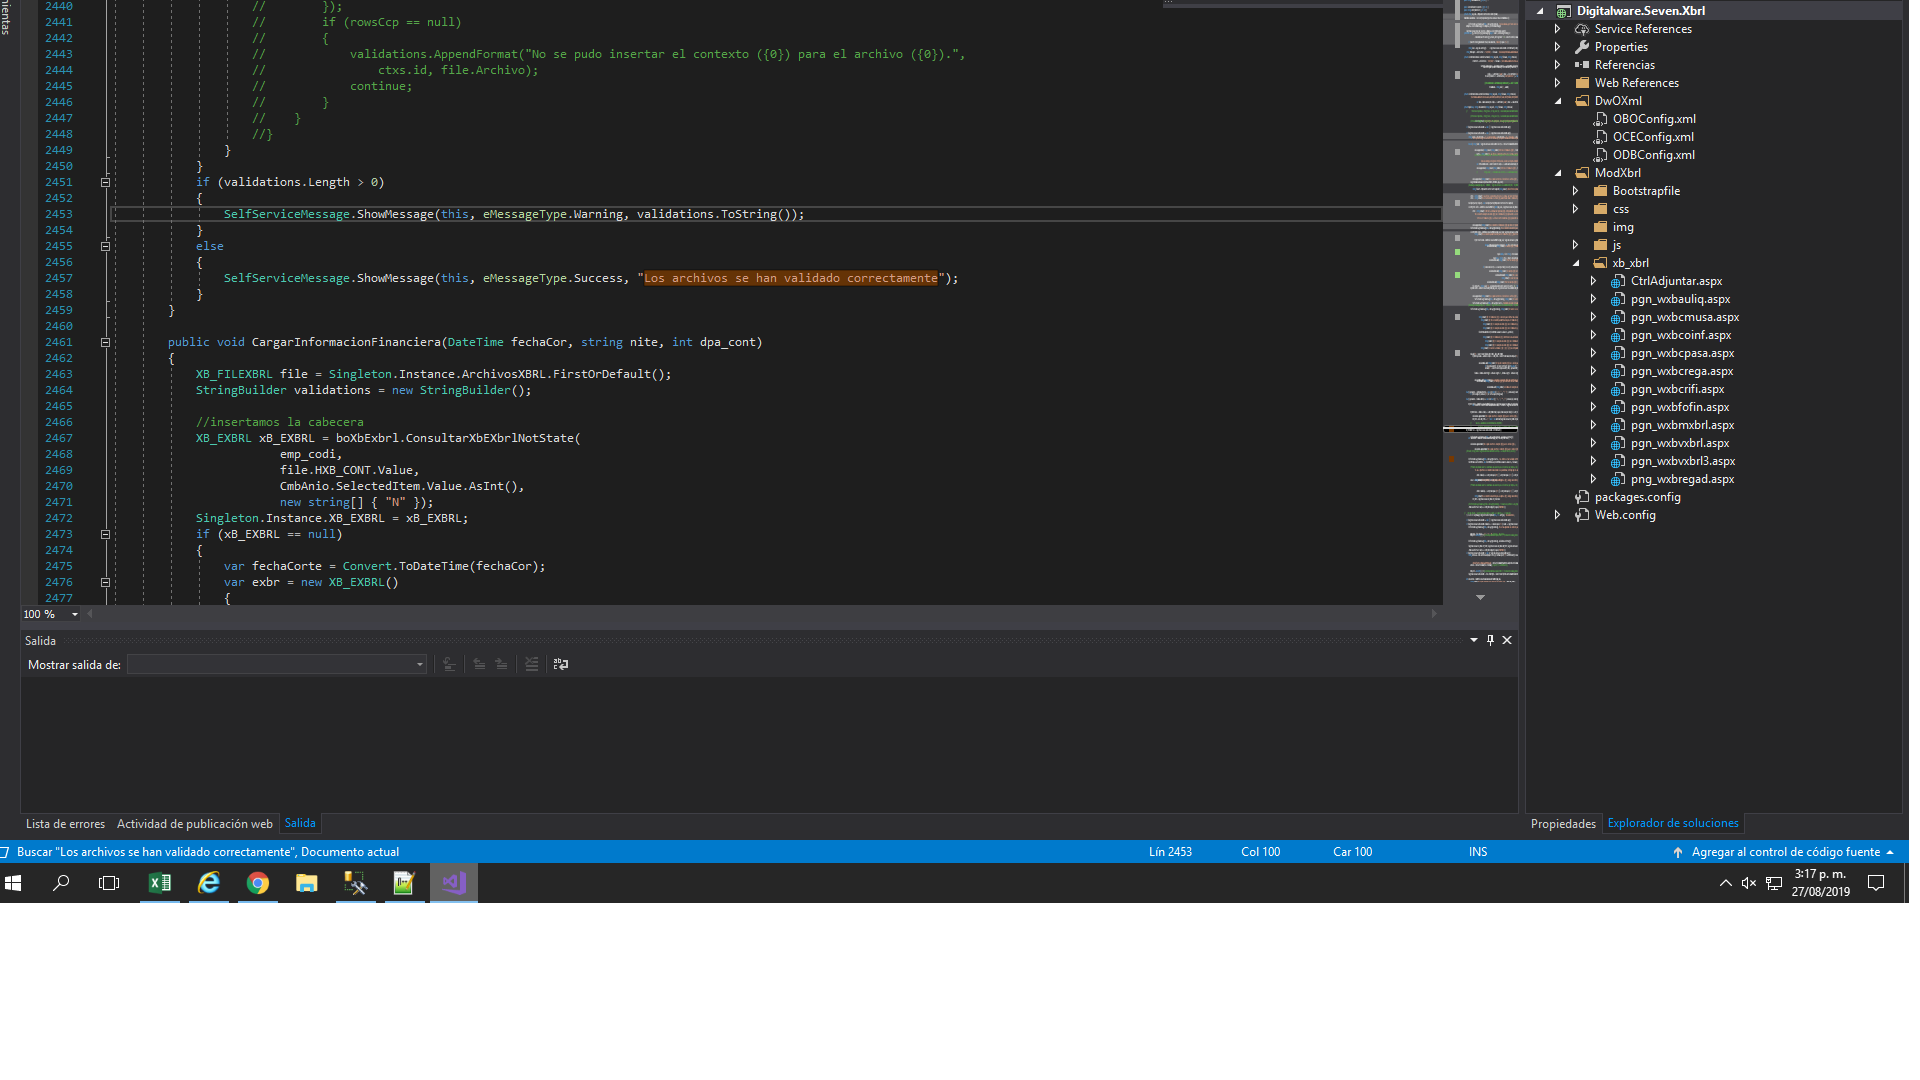 mientas
2440 // });
2441 // if (rowsCcp == null)
2442 // {
2443 // validations.AppendFormat("No se pudo insertar el contexto ({0}) para el archivo ({0}).",
2444 // ctxs.id, file.Archivo);
2445 // continue;
2446 // }
2447 // }
2448 //}
2449 }
2450 }
2451 if (validations.Length > 0)
2452 {
2453 SelfServiceMessage.ShowMessage(this, eMessageType.Warning, validations.ToString());
2454 }
2455 else
2456 {
2457 SelfServiceMessage.ShowMessage(this, eMessageType.Success, "Los archivos se han validado correctamente");
2458 }
2459 }
2460
2461 public void CargarInformacionFinanciera(DateTime fechaCor, string nite, int dpa_cont)
2462 {
2463 XB_FILEXBRL file = Singleton.Instance.ArchivosXBRL.FirstOrDefault();
2464 StringBuilder validations = new StringBuilder();
2465
2466 //insertamos la cabecera
2467 XB_EXBRL xB_EXBRL = boXbExbrl.ConsultarXbEXbrlNotState(
2468 emp_codi,
2469 file.HXB_CONT.Value,
2470 CmbAnio.SelectedItem.Value.AsInt(),
2471 new string[] { "N" });
2472 Singleton.Instance.XB_EXBRL = xB_EXBRL;
2473 if (xB_EXBRL == null)
2474 {
2475 var fechaCorte = Convert.ToDateTime(fechaCor);
2476 var exbr = new XB_EXBRL()
2477 {
100 %
Salida
Mostrar salida de:
Lista de errores Actividad de publicación web Salida
Digitalware.Seven.Xbrl
Service References
Properties
Referencias
Web References
DwOXml
OBOConfig.xml
OCEConfig.xml
ODBConfig.xml
ModXbrl
Bootstrapfile
css
img
js
xb_xbrl
CtrlAdjuntar.aspx
pgn_wxbauliq.aspx
pgn_wxbcmusa.aspx
pgn_wxbcoinf.aspx
pgn_wxbcpasa.aspx
pgn_wxbcrega.aspx
pgn_wxbcrifi.aspx
pgn_wxbfofin.aspx
pgn_wxbmxbrl.aspx
pgn_wxbvxbrl.aspx
pgn_wxbvxbrl3.aspx
png_wxbregad.aspx
packages.config
Web.config
Propiedades Explorador de soluciones
Buscar "Los archivos se han validado correctamente", Documento actual Lín 2453 Col 100 Car 100 INS Agregar al control de código fuente
3:17 p. m.
27/08/2019